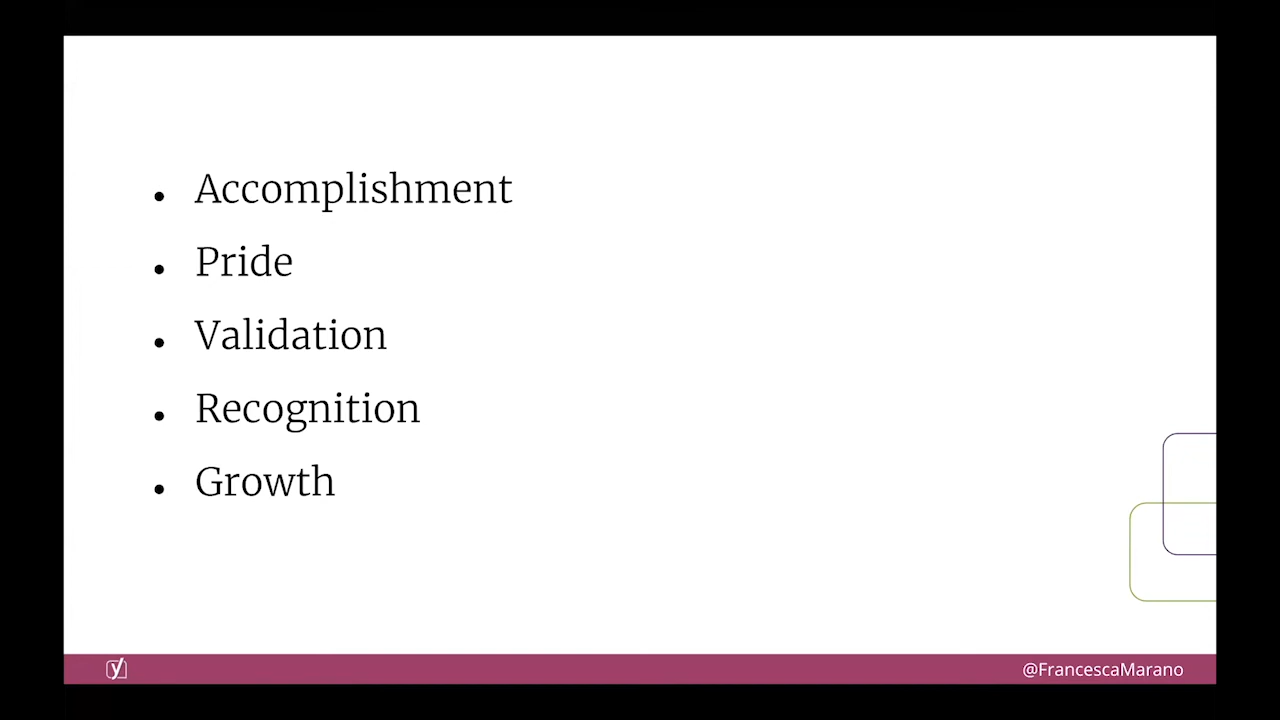 • Accomplishment
• Pride
• Validation
• Recognition
• Growth
y
@FrancescaMarano